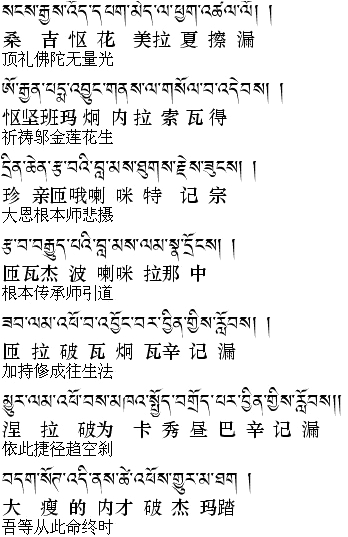 སངས་རྒྱས་འོད་དཔག་མེད་ལ་ཕྱག་འཚལ་ལོ། །
桑 吉 怄 花 美拉 夏 擦 漏
顶礼佛陀无量光
ཨོ་རྒྱན་པདྨ་འབྱུང་གནས་ལ་གསོལ་བ་འདེབས། །
怄坚班玛 炯 内 拉 索 瓦 得
祈祷邬金莲花生
དྲིན་ཆེན་རྩ་བའི་བླ་མས་ཐུགས་རྗེས་ཟུངས། །
珍 亲匝哦喇 咪 特 记 宗
大恩根本师悲摄
རྩ་བ་བརྒྱུད་པའི་བླ་མས་ལམ་སྣ་དྲོངས། །
匝瓦杰 波 喇咪 拉那 中
根本传承师引道
ཟབ་ལམ་འཕོ་བ་འབྱོང་བར་བྱིན་གྱིས་རློབས། །
匝 拉 破 瓦 炯 瓦辛 记 漏
加持修成往生法
མྱུར་ལམ་འཕོ་བས་མཁའ་སྤྱོད་བགྲོད་པར་བྱིན་གྱིས་རློབས།།
涅 拉 破为 卡 秀 昼 巴 辛 记 漏
依此捷径趋空刹
བདག་སོགས་འདི་ནས་ཚེ་འཕོས་གྱུར་མ་ཐག །
大 瘦 的 内才 破 杰 玛踏
吾等从此命终时